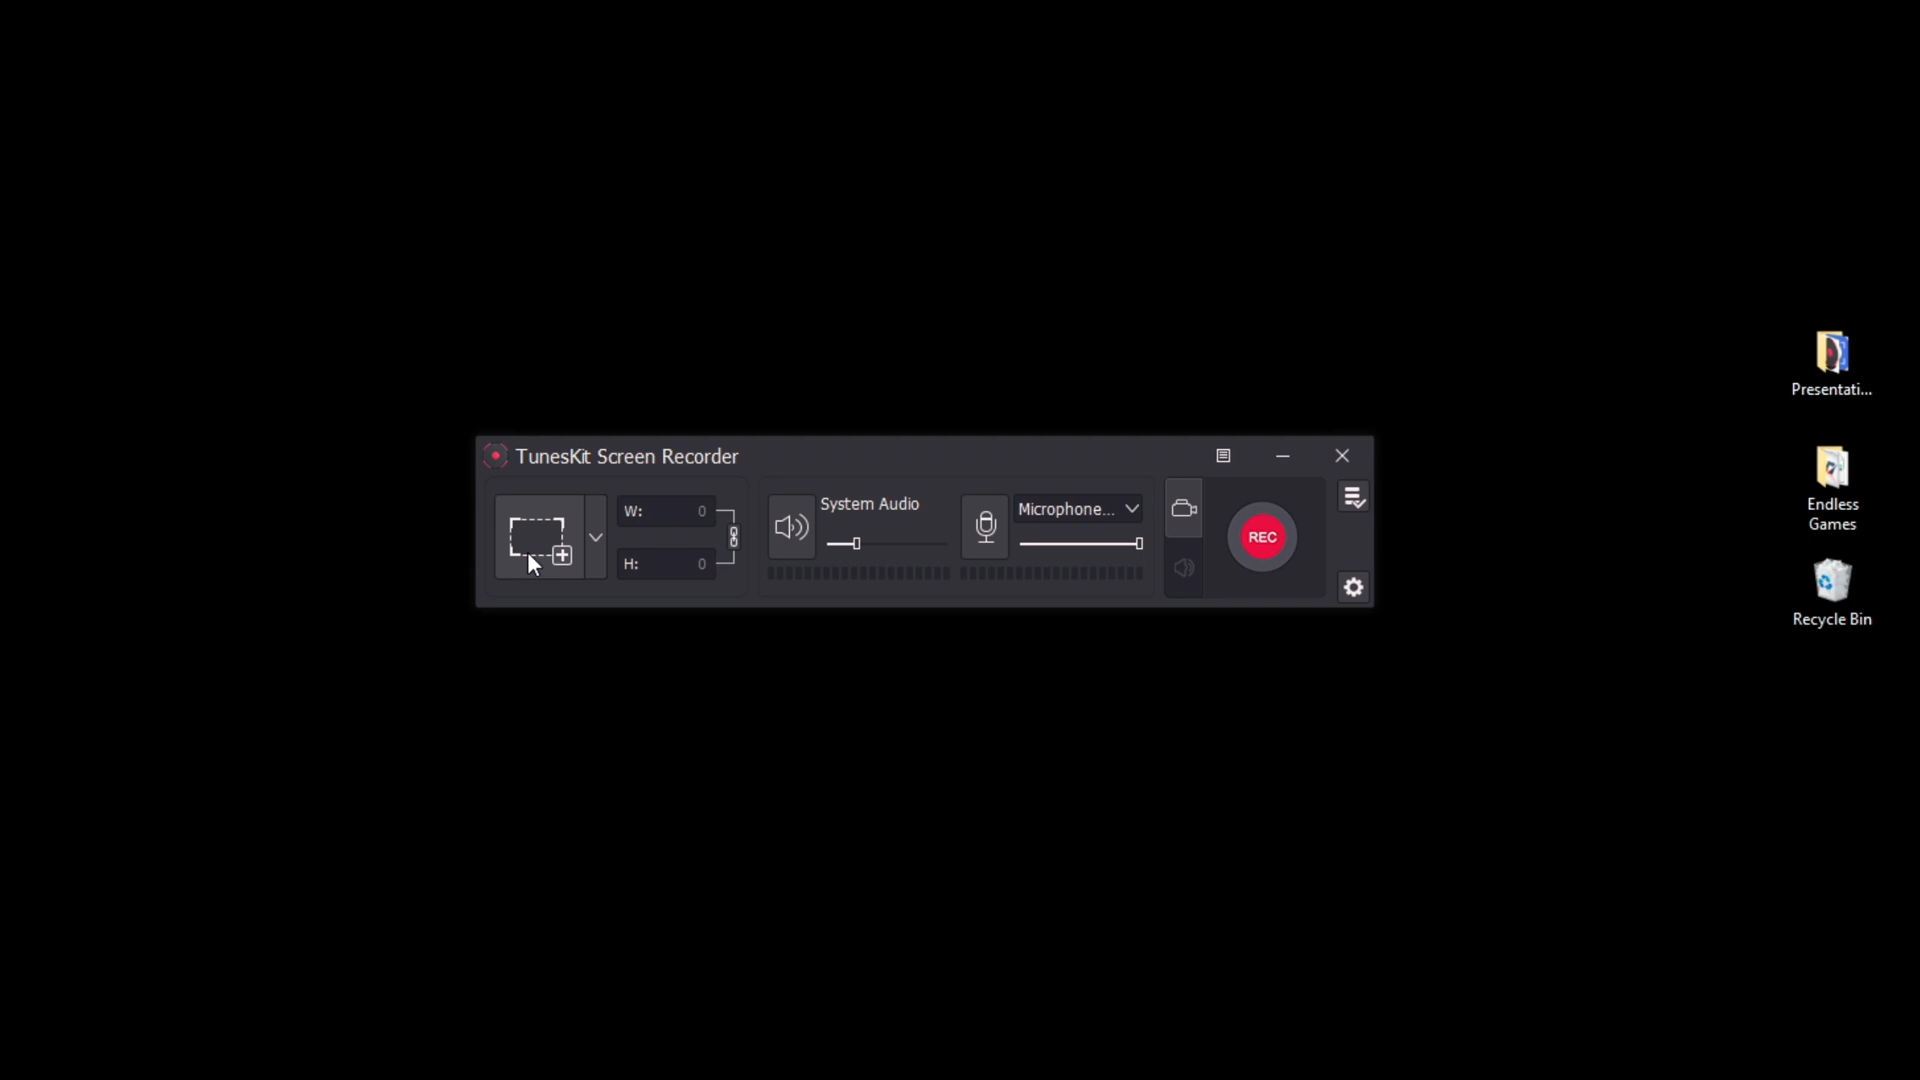 TunesKit Screen Recorder
W: 0
H: 0
System Audio
Microphone...
REC
Presentati...
Endless
Games
Recycle Bin